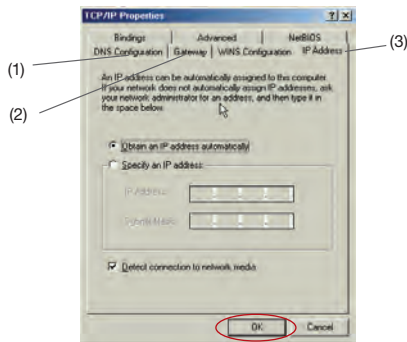 TCP/IP Properties
Bindings Advanced NetBIOS
DNS Configuration Gateway WINS Configuration IP Address
(1)
(2)
(3)
An IP address can be automatically assigned to this computer.
If your network does not automatically assign IP addresses, ask
your network administrator for an address, and then type it in
the space below.
Obtain an IP address automatically
Specify an IP address:
IP Address:
Subnet Mask:
Detect connection to network media
OK Cancel